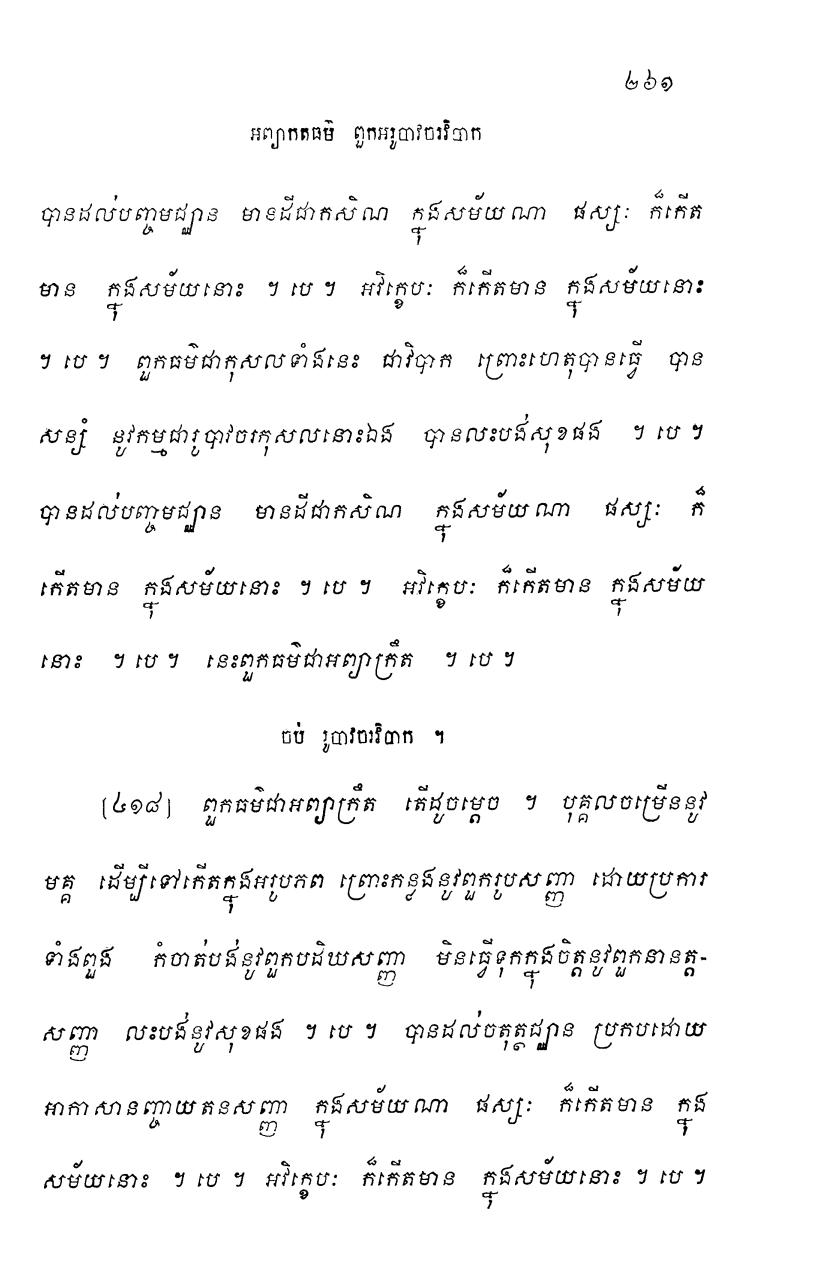 ២៦១
អព្យាកតធម៌ ពួកអរូបាវចរវិបាក
បានដល់បញ្ចមជ្ឈាន មានដីជាកសិណ ក្នុងសម័យណា ផស្សៈ ក៏កើត
មាន ក្នុងសម័យនោះ ។ បេ ។ អវិក្ខេបៈ ក៏កើតមាន ក្នុងសម័យនោះ
។ បេ ។ ពួកធម៌ជាកុសលទាំងនេះ ជាវិបាក ព្រោះហេតុបានធ្វើ បាន
សន្សំ នូវកម្មជារូបាវចរកុសលនោះឯង បានលះបង់សុខផង ។ បេ ។
បានដល់បញ្ចមជ្ឈាន មានដីជាកសិណ ក្នុងសម័យណា ផស្សៈ ក៏
កើតមាន ក្នុងសម័យនោះ ។ បេ ។ អវិក្ខេបៈ ក៏កើតមាន ក្នុងសម័យ
នោះ ។ បេ ។ នេះពួកធម៌ជាអព្យាក្រឹត ។ បេ ។
ចប់ រូបាវចរវិបាក ។
[៤១៨] ពួកធម៌ជាអព្យាក្រឹត តើដូចម្តេច ។ បុគ្គលចម្រើននូវ
មគ្គ ដើម្បីទៅកើតក្នុងអរូបភព ព្រោះកន្លងនូវពួករូបសញ្ញា ដោយប្រការ
ទាំងពួង កំចាត់បង់នូវពួកបដិឃសញ្ញា មិនធ្វើទុកក្នុងចិត្តនូវពួកនានត្ត-
សញ្ញា លះបង់នូវសុខផង ។ បេ ។ បានដល់ចតុត្ថជ្ឈាន ប្រកបដោយ
អាកាសានញ្ចាយតនសញ្ញា ក្នុងសម័យណា ផស្សៈ ក៏កើតមាន ក្នុង
សម័យនោះ ។ បេ ។ អវិក្ខេបៈ ក៏កើតមាន ក្នុងសម័យនោះ ។ បេ ។